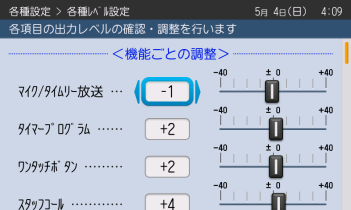 各種設定 > 各種ﾚﾍﾞﾙ設定 5月 4日(日) 4:09
各項目の出力レベルの確認・調整を行います
＜機能ごとの調整＞
-40 ± 0 +40
ﾏｲｸ/ﾀｲﾑﾘｰ放送 … -1
-40 ± 0 +40
ﾀｲﾏｰﾌﾟﾛｸﾞﾗﾑ …… +2
-40 ± 0 +40
ﾜﾝﾀｯﾁﾎﾞﾀﾝ ……… +2
-40 ± 0 +40
ｽﾀｯﾌｺｰﾙ ………… +4